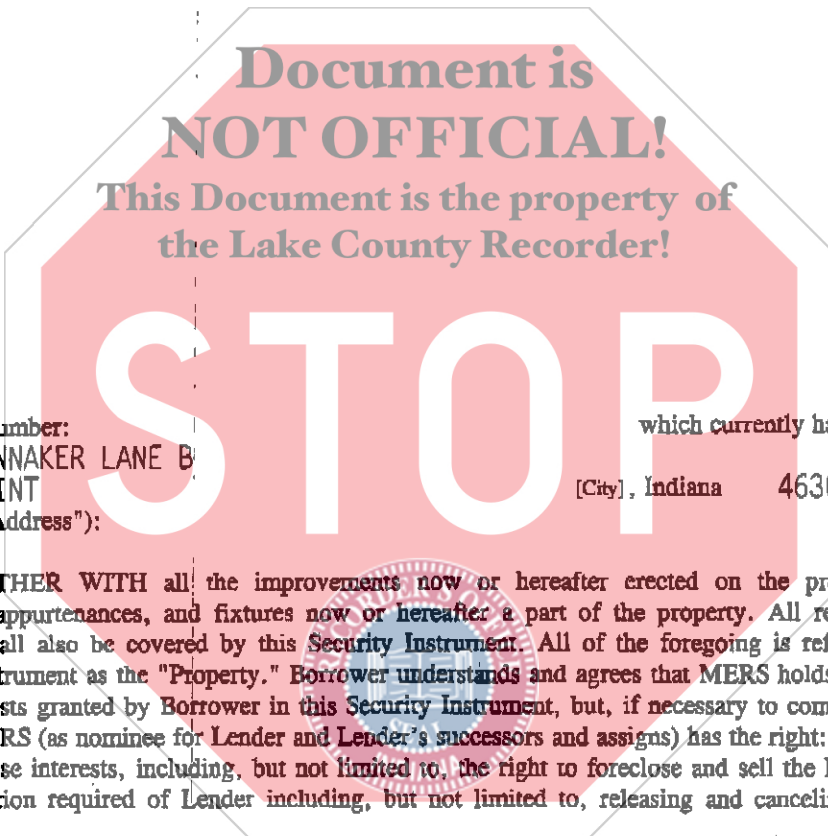 Document is
NOT OFFICIAL!
This Document is the property of
the Lake County Recorder!
STOP
umber: which currently ha
NNAKER LANE B
INT [City], Indiana 4630
Address"):
THER WITH all the improvements now or hereafter erected on the pr
appurtenances, and fixtures now or hereafter a part of the property. All re
all also be covered by this Security Instrument. All of the foregoing is ref
trument as the "Property." Borrower understands and agrees that MERS holds
sts granted by Borrower in this Security Instrument, but, if necessary to com
RS (as nominee for Lender and Lender's successors and assigns) has the right:
se interests, including, but not limited to, the right to foreclose and sell the
tion required of Lender including, but not limited to, releasing and canceli
RECORDER'S OFFI
SEAL